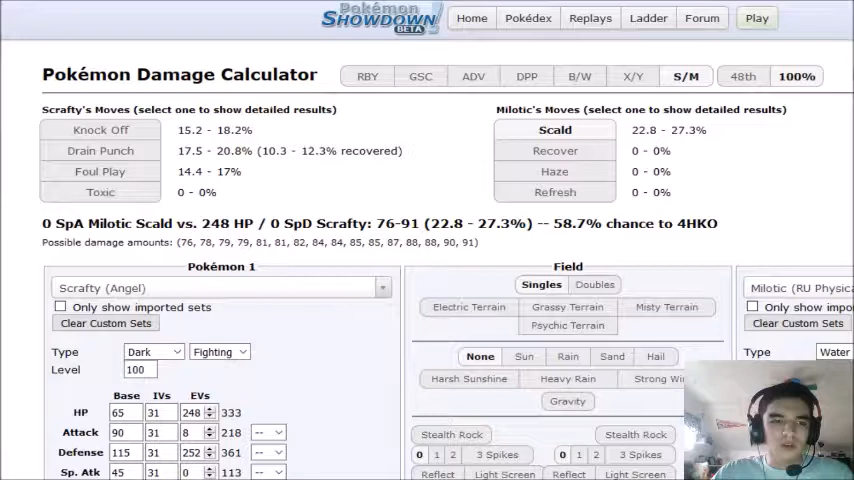 Pokémon SHOWDOWN! BETA
Home Pokédex Replays Ladder Forum Play
Pokémon Damage Calculator RBY GSC ADV DPP B/W X/Y S/M 48th 100%
Scrafty's Moves (select one to show detailed results) Milotic's Moves (select one to show detailed results)
Knock Off 15.2 - 18.2% Scald 22.8 - 27.3%
Drain Punch 17.5 - 20.8% (10.3 - 12.3% recovered) Recover 0 - 0%
Foul Play 14.4 - 17% Haze 0 - 0%
Toxic 0 - 0% Refresh 0 - 0%
0 SpA Milotic Scald vs. 248 HP / 0 SpD Scrafty: 76-91 (22.8 - 27.3%) -- 58.7% chance to 4HKO
Possible damage amounts: (76, 78, 79, 79, 81, 81, 82, 84, 84, 85, 85, 87, 88, 88, 90, 91)
Pokémon 1 Field
Scrafty (Angel) Singles Doubles Milotic (RU Physica
Only show imported sets Electric Terrain Grassy Terrain Misty Terrain Only show impo
Clear Custom Sets Psychic Terrain Clear Custom Sets
Type Dark Fighting None Sun Rain Sand Hail Type Water
Level 100 Harsh Sunshine Heavy Rain Strong Wi
Base IVs EVs Gravity
HP 65 31 248 333
Attack 90 31 8 218 -- Stealth Rock Stealth Rock
Defense 115 31 252 361 -- 0 1 2 3 Spikes 0 1 2 3 Spikes
Sp. Atk 45 31 0 113 -- Reflect Light Screen Reflect Light Screen